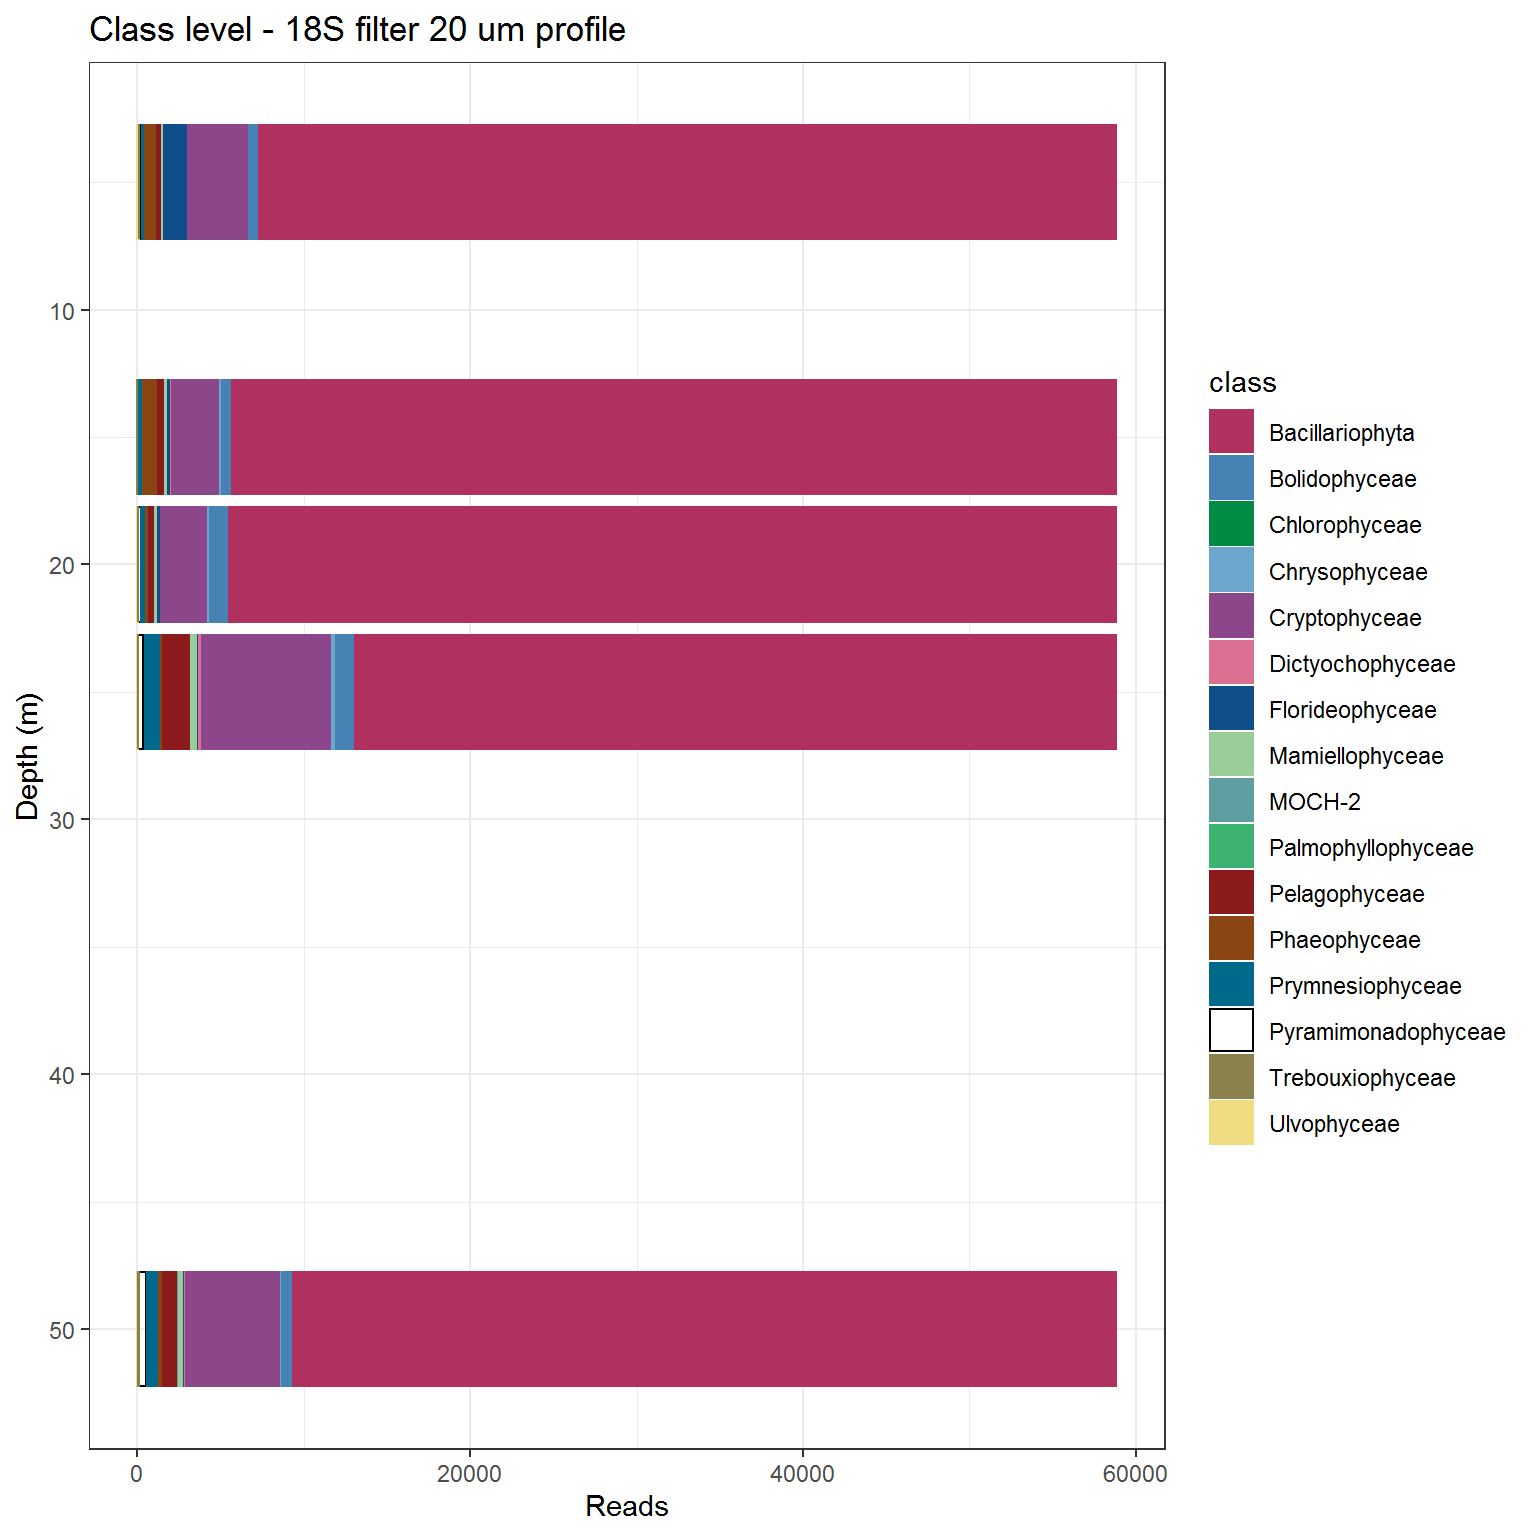 Class level - 18S filter 20 um profile
10
20
30
40
50
Depth (m)
0 20000 40000 60000
Reads
class
Bacillariophyta
Bolidophyceae
Chlorophyceae
Chrysophyceae
Cryptophyceae
Dictyochophyceae
Florideophyceae
Mamiellophyceae
MOCH-2
Palmophyllophyceae
Pelagophyceae
Phaeophyceae
Prymnesiophyceae
Pyramimonadophyceae
Trebouxiophyceae
Ulvophyceae